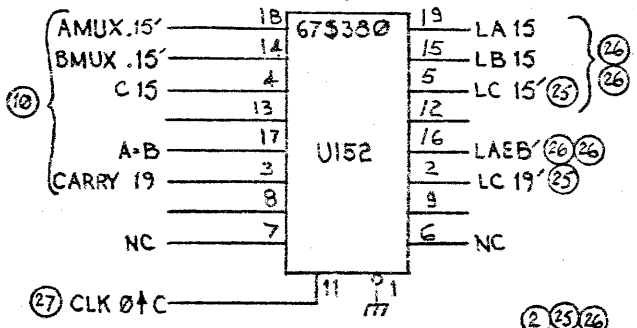 AMUX.15' 18 67S380 19 LA 15
BMUX.15' 14 15 LB 15 26
C 15 4 5 LC 15' 25 26
10 13 12
A=B 17 U152 16 LAEB' 26 26
CARRY 19 3 2 LC 19' 25
8 9
NC 7 6 NC
27 CLK Ø↑C 11 1
2 25 26